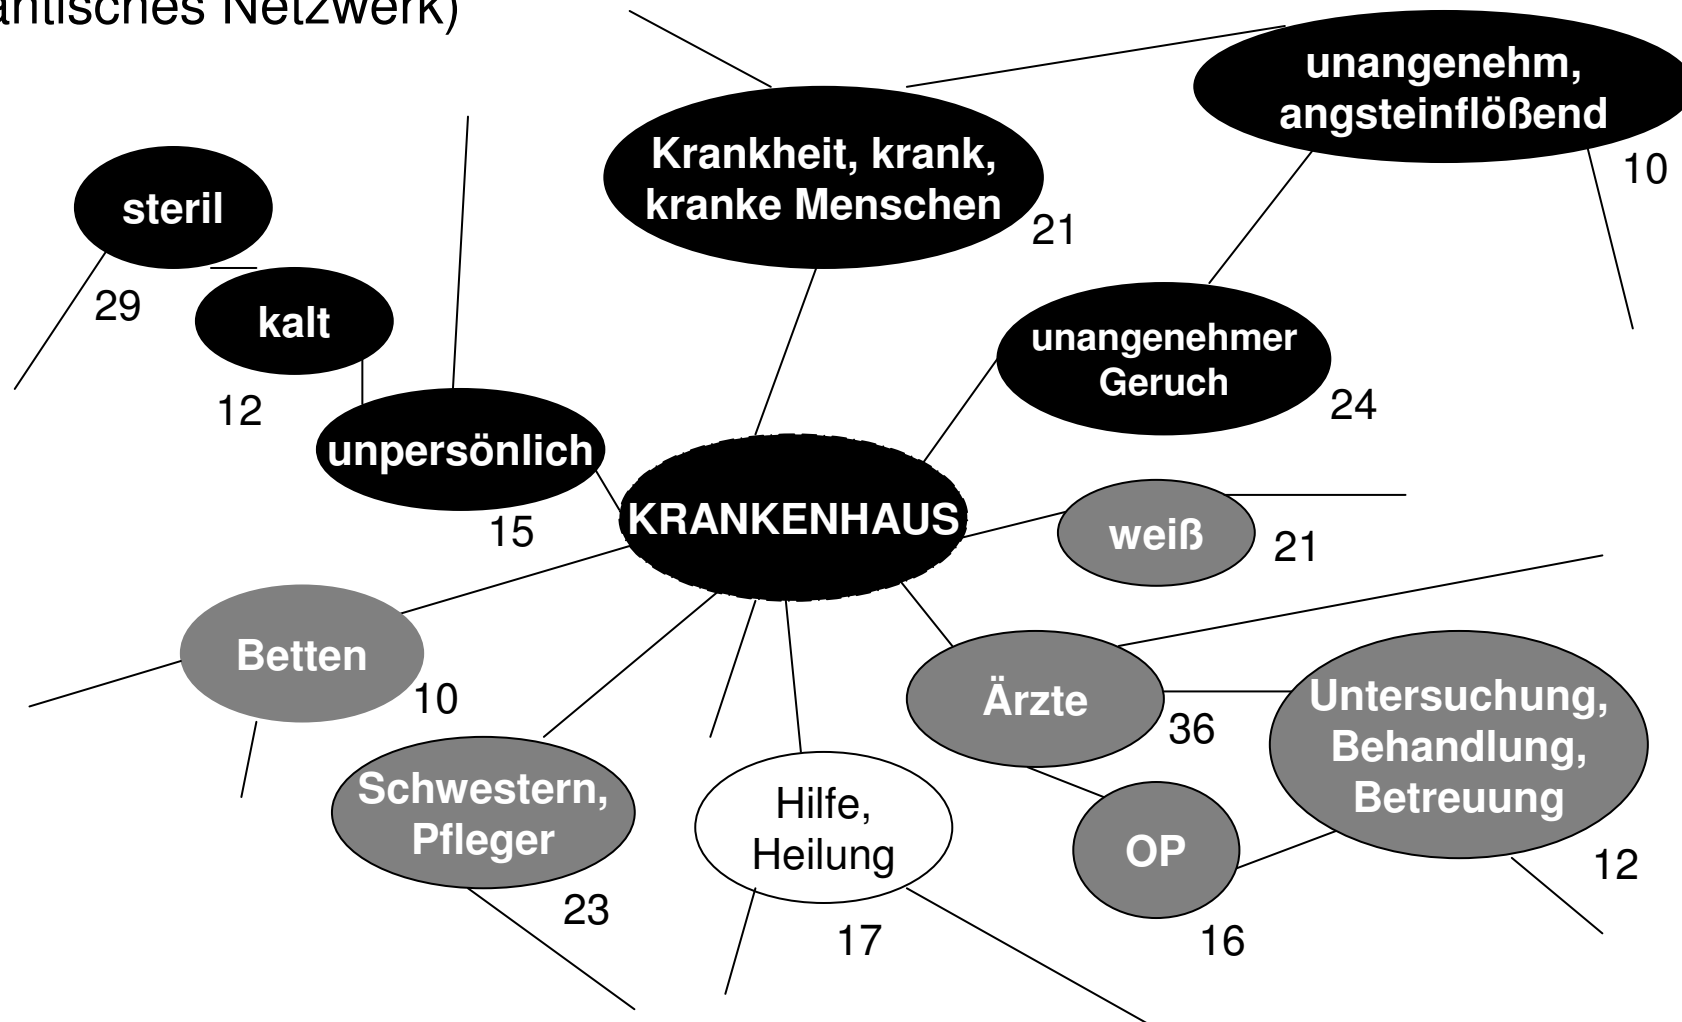 antisches Netzwerk)
unangenehm,
angsteinflößend
10
Krankheit, krank,
kranke Menschen
21
steril
29
kalt
12
unangenehmer
Geruch
24
unpersönlich
15
KRANKENHAUS
weiß
21
Betten
10
Ärzte
36
Untersuchung,
Behandlung,
Betreuung
12
Schwestern,
Pfleger
23
Hilfe,
Heilung
17
OP
16